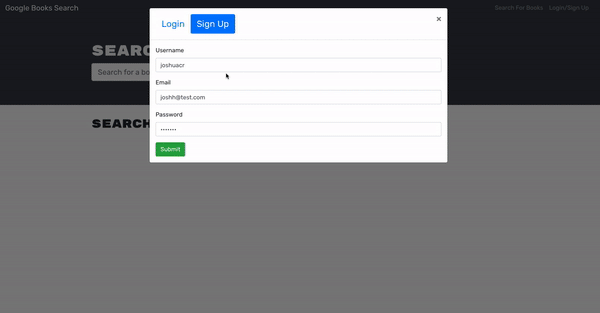 Google Books Search
Search For Books
Login/Sign Up
Login
Sign Up
×
SEARC
Search for a bo
Username
joshuacr
Email
joshh@test.com
Password
•••••••
Submit
SEARCH